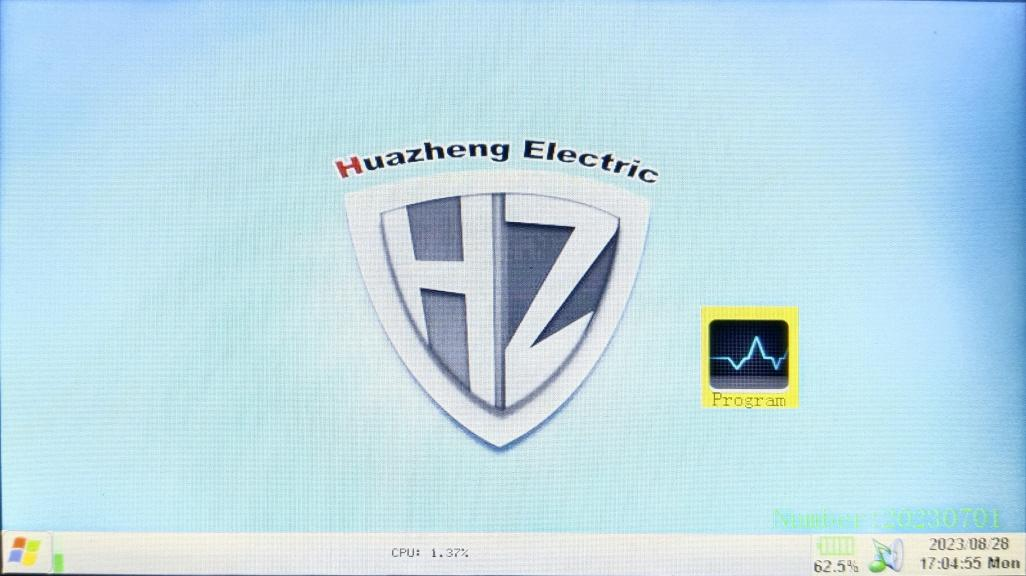 Huazheng Electric
HZ
Program
Number:20230701
CPU: 1.37%
62.5%
2023/08/28
17:04:55 Mon